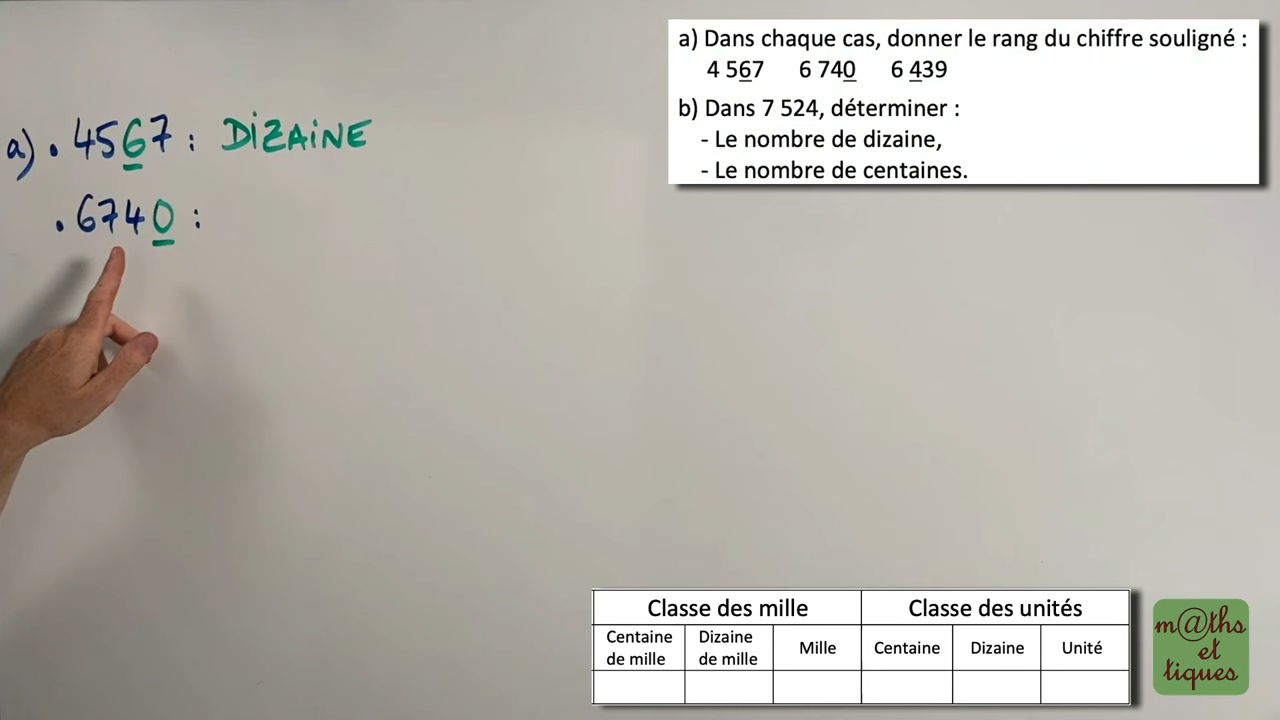 a) Dans chaque cas, donner le rang du chiffre souligné :
4 567 6 740 6 439
b) Dans 7 524, déterminer :
- Le nombre de dizaine,
- Le nombre de centaines.
a) . 4567 : DiZAiNE
. 6740 :
Classe des mille Classe des unités
Centaine de mille Dizaine de mille Mille Centaine Dizaine Unité
m@ths
et
tiques